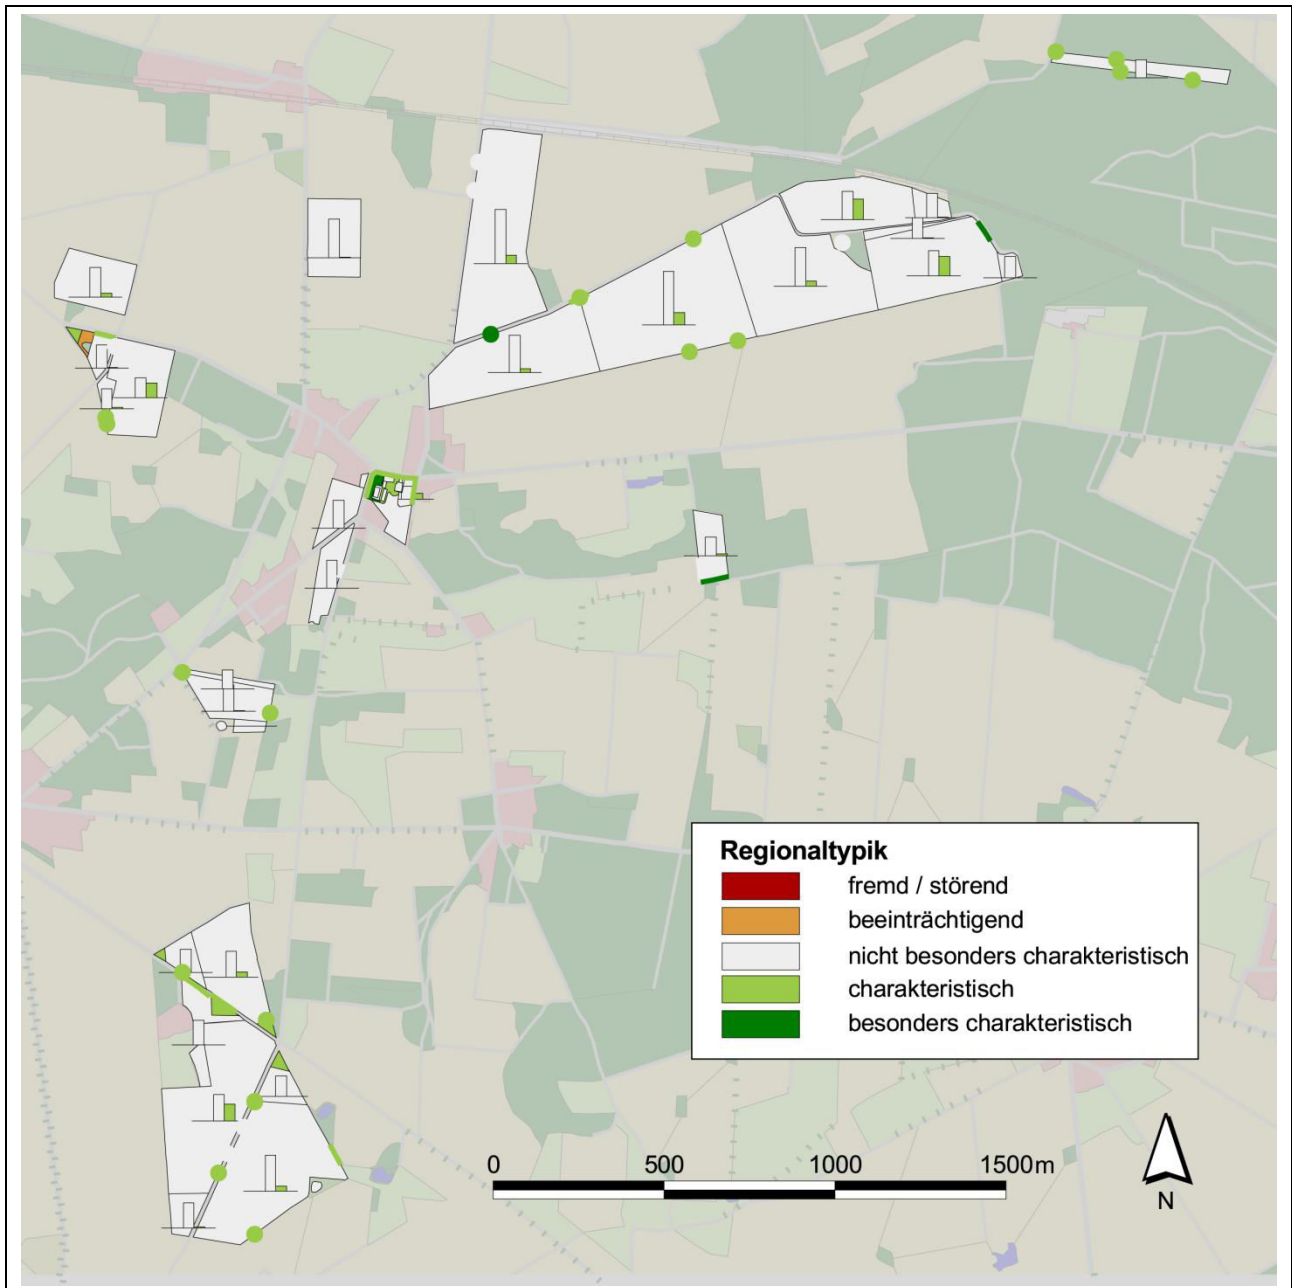 Regionaltypik
fremd / störend
beeinträchtigend
nicht besonders charakteristisch
charakteristisch
besonders charakteristisch
0 500 1000 1500m
N